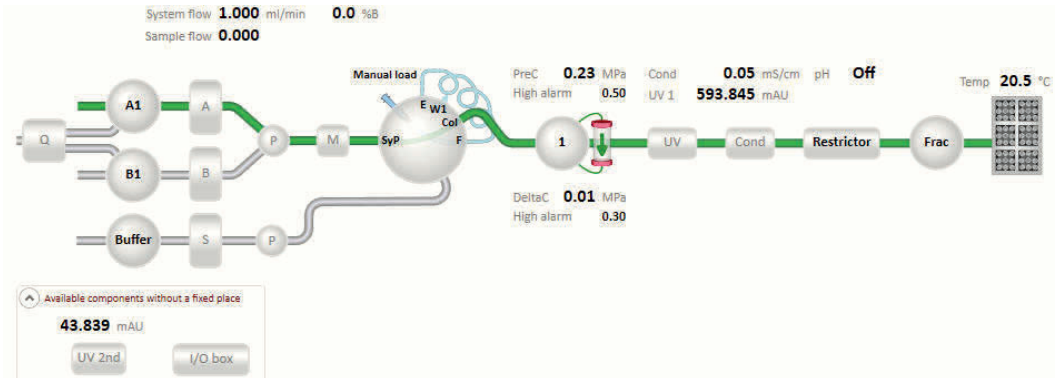 System flow 1.000 ml/min 0.0 %B
Sample flow 0.000
Manual load
PreC 0.23 MPa Cond 0.05 mS/cm pH Off
High alarm 0.50 UV 1 593.845 mAU
Temp 20.5 °C
A1 A
E W1
Col
Q P M SyP F 1 UV Cond Restrictor Frac
B1 B
DeltaC 0.01 MPa
High alarm 0.30
Buffer S P
Available components without a fixed place
43.839 mAU
UV 2nd I/O box